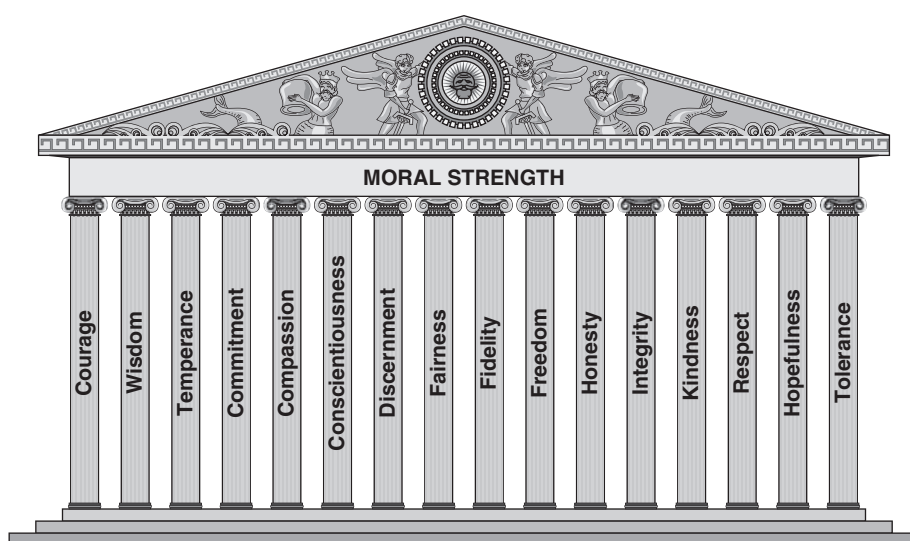 MORAL STRENGTH
Courage
Wisdom
Temperance
Commitment
Compassion
Conscientiousness
Discernment
Fairness
Fidelity
Freedom
Honesty
Integrity
Kindness
Respect
Hopefulness
Tolerance